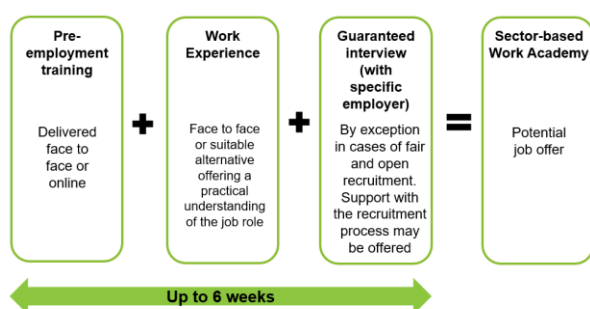 Pre-
employment
training
Delivered
face to
face or
online
+
Work
Experience
Face to face
or suitable
alternative
offering a
practical
understanding
of the job role
+
Guaranteed
interview
(with
specific
employer)
By exception
in cases of fair
and open
recruitment.
Support with
the recruitment
process may
be offered
=
Sector-based
Work Academy
Potential
job offer
Up to 6 weeks